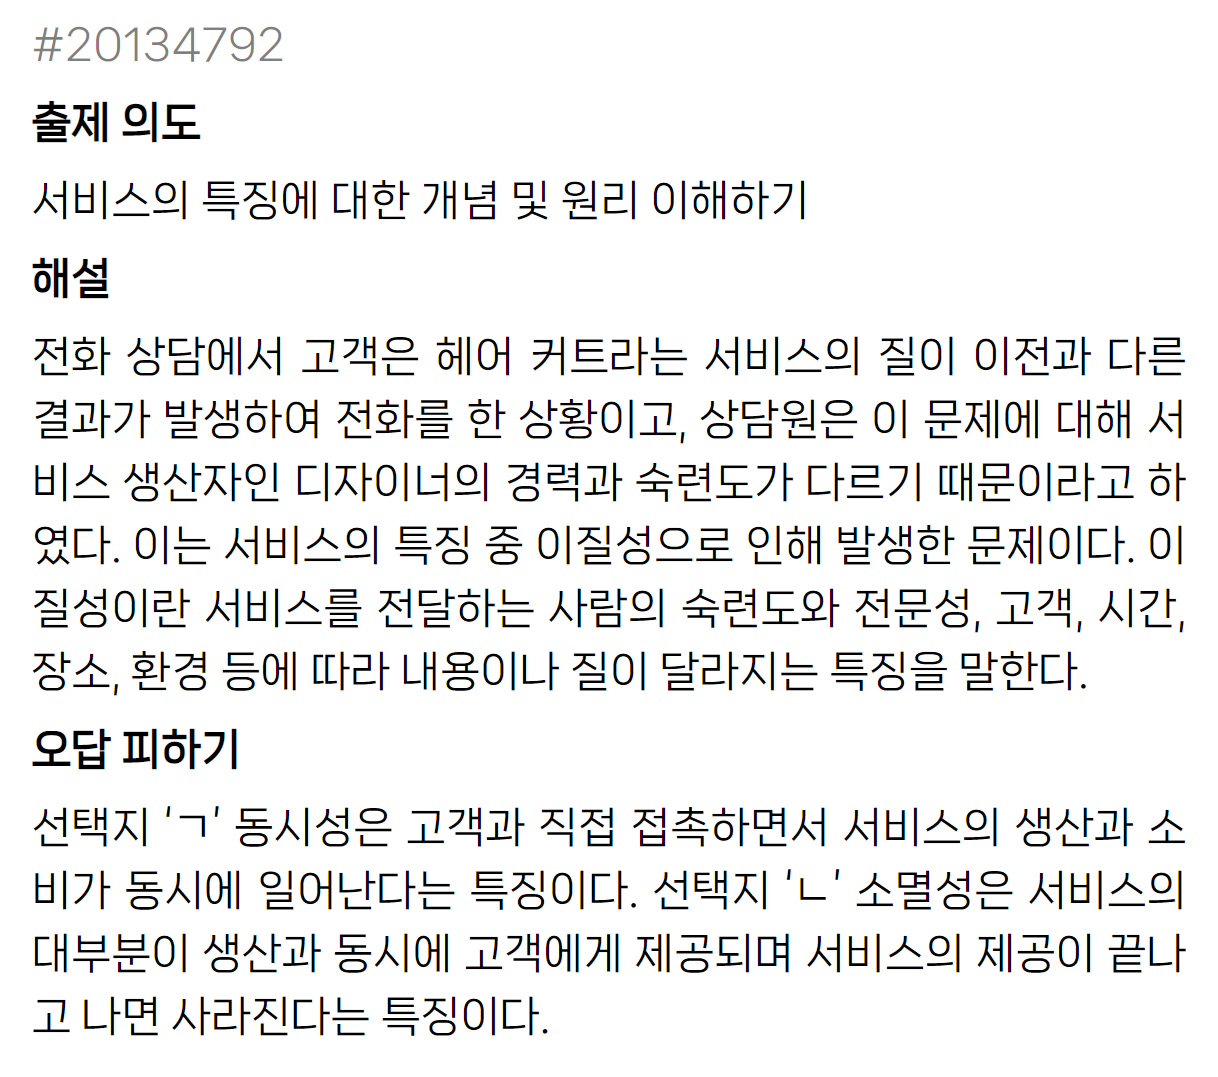 #20134792
출제 의도
서비스의 특징에 대한 개념 및 원리 이해하기
해설
전화 상담에서 고객은 헤어 커트라는 서비스의 질이 이전과 다른
결과가 발생하여 전화를 한 상황이고, 상담원은 이 문제에 대해 서
비스 생산자인 디자이너의 경력과 숙련도가 다르기 때문이라고 하
였다. 이는 서비스의 특징 중 이질성으로 인해 발생한 문제이다. 이
질성이란 서비스를 전달하는 사람의 숙련도와 전문성, 고객, 시간,
장소, 환경 등에 따라 내용이나 질이 달라지는 특징을 말한다.
오답 피하기
선택지 'ㄱ' 동시성은 고객과 직접 접촉하면서 서비스의 생산과 소
비가 동시에 일어난다는 특징이다. 선택지 'ㄴ' 소멸성은 서비스의
대부분이 생산과 동시에 고객에게 제공되며 서비스의 제공이 끝나
고 나면 사라진다는 특징이다.